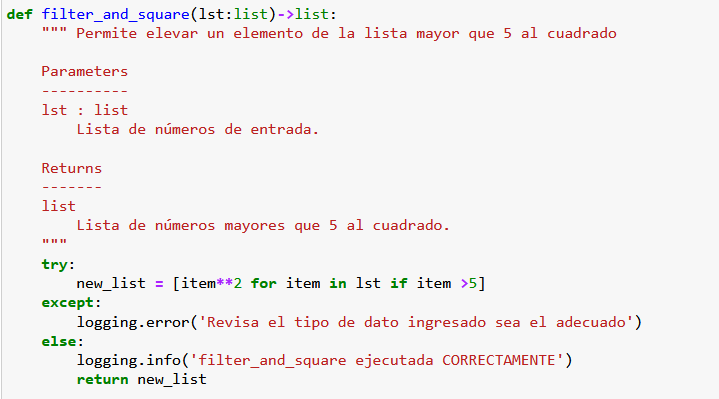 def filter_and_square(lst:list)->list:
    """ Permite elevar un elemento de la lista mayor que 5 al cuadrado

    Parameters
    ----------
    lst : list
        Lista de números de entrada.

    Returns
    -------
    list
        Lista de números mayores que 5 al cuadrado.
    """
    try:
        new_list = [item**2 for item in lst if item >5]
    except:
        logging.error('Revisa el tipo de dato ingresado sea el adecuado')
    else:
        logging.info('filter_and_square ejecutada CORRECTAMENTE')
        return new_list